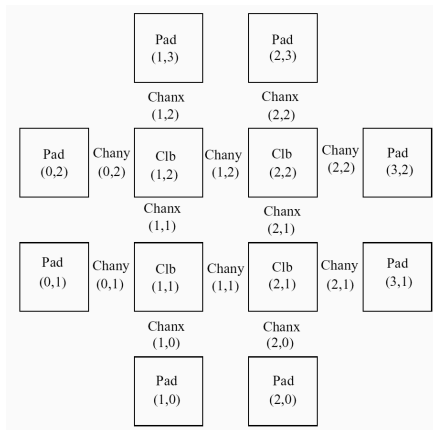 Pad
(1,3)
Pad
(2,3)
Chanx
(1,2)
Chanx
(2,2)
Pad
(0,2)
Chany
(0,2)
Clb
(1,2)
Chany
(1,2)
Clb
(2,2)
Chany
(2,2)
Pad
(3,2)
Chanx
(1,1)
Chanx
(2,1)
Pad
(0,1)
Chany
(0,1)
Clb
(1,1)
Chany
(1,1)
Clb
(2,1)
Chany
(2,1)
Pad
(3,1)
Chanx
(1,0)
Chanx
(2,0)
Pad
(1,0)
Pad
(2,0)